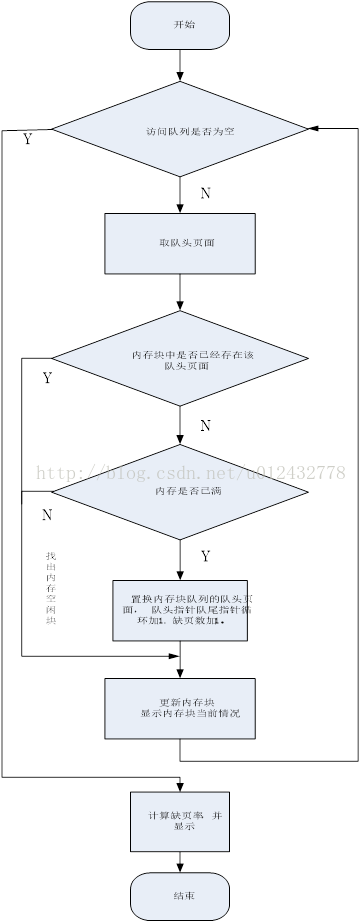 开始
访问队列是否为空
Y
N
取队头页面
内存块中是否已经存在该
队头页面
Y
N
http://blog.csdn.net/u012432778
内存是否已满
N
Y
找
由
内
存
空
闲
块
置换内存块队列的队头页
面， 队头指针队尾指针循
环加1。缺页数加1。
更新内存块
显示内存块当前情况
计算缺页率 并
显示
结束